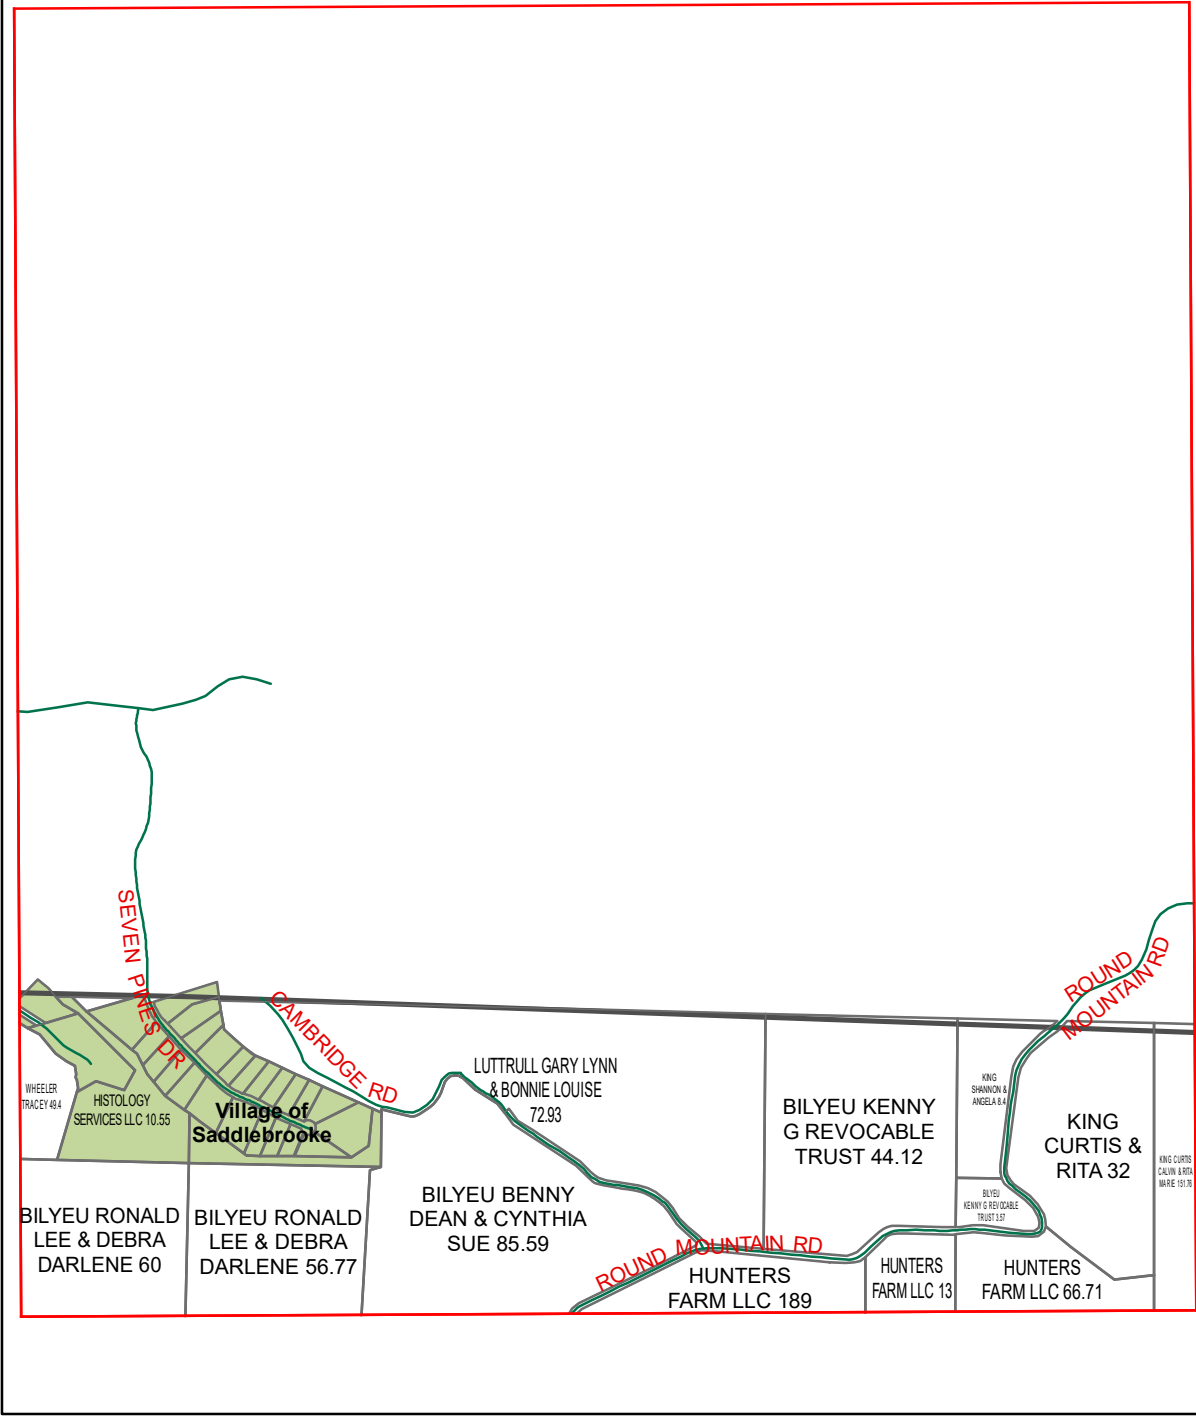 SEVEN PINES DR
CAMBRIDGE RD
ROUND
MOUNTAIN RD
LUTTRULL GARY LYNN
& BONNIE LOUISE
72.93
WHEELER
TRACEY 49.4
HISTOLOGY
SERVICES LLC 10.55
Village of
Saddlebrooke
KING
SHANNON &
ANGELA 8.4
BILYEU KENNY
G REVOCABLE
TRUST 44.12
KING
CURTIS &
RITA 32
KING CURTIS
CALVIN & RITA
MARIE 151.76
BILYEU
KENNY G REVOCABLE
TRUST 3.57
BILYEU RONALD
LEE & DEBRA
DARLENE 60
BILYEU RONALD
LEE & DEBRA
DARLENE 56.77
BILYEU BENNY
DEAN & CYNTHIA
SUE 85.59
ROUND MOUNTAIN RD
HUNTERS
FARM LLC 189
HUNTERS
FARM LLC 13
HUNTERS
FARM LLC 66.71